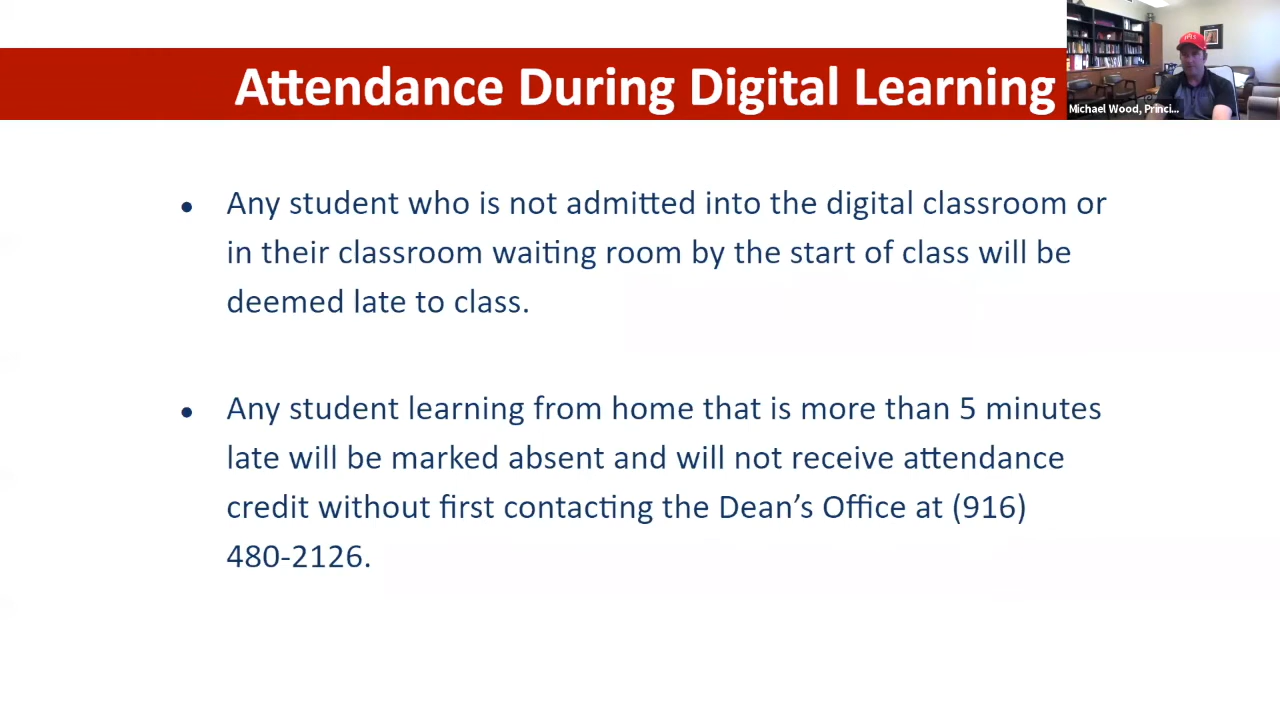 Attendance During Digital Learning
Michael Wood, Princi...
• Any student who is not admitted into the digital classroom or
in their classroom waiting room by the start of class will be
deemed late to class.
• Any student learning from home that is more than 5 minutes
late will be marked absent and will not receive attendance
credit without first contacting the Dean’s Office at (916)
480-2126.